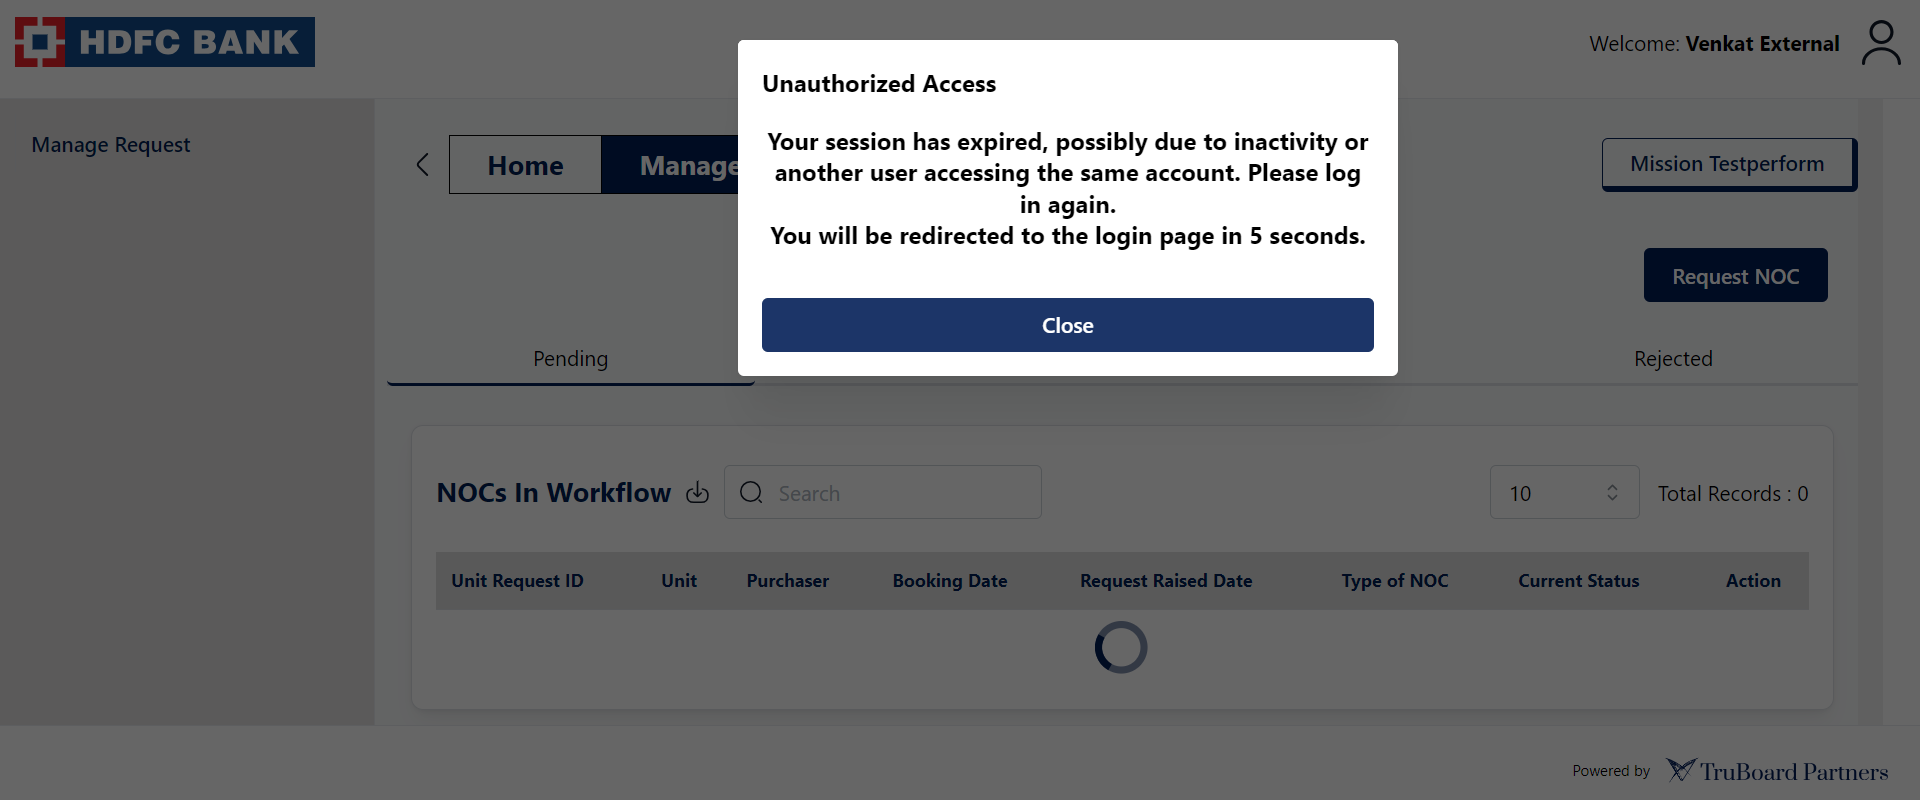 HDFC BANK
Welcome: Venkat External
Unauthorized Access
Your session has expired, possibly due to inactivity or
another user accessing the same account. Please log
in again.
You will be redirected to the login page in 5 seconds.
Close
Manage Request
Home
Manage
Mission Testperform
Request NOC
Pending
Rejected
NOCs In Workflow
Search
10
Total Records : 0
Unit Request ID Unit Purchaser Booking Date Request Raised Date Type of NOC Current Status Action
Powered by TruBoard Partners